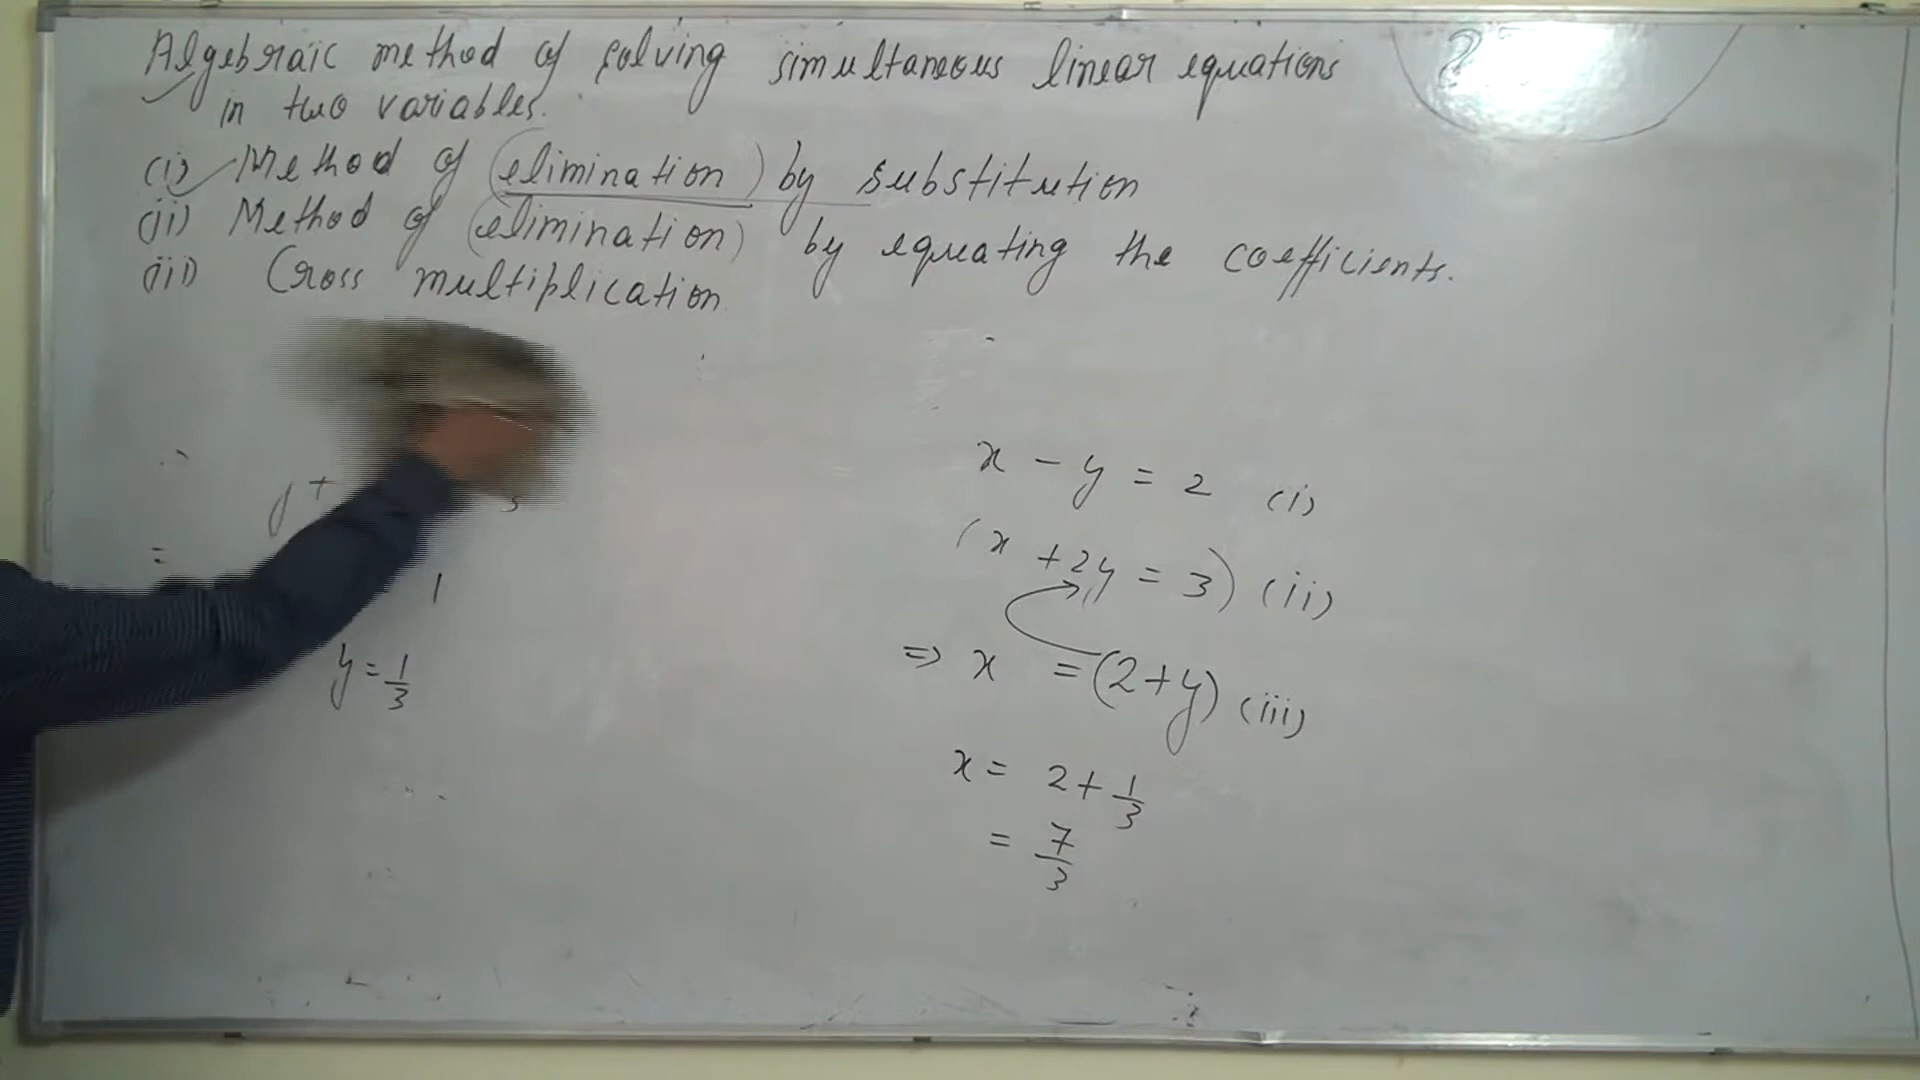 Algebraic method of solving simultaneous linear equations
in two variables.
(i) Method of (elimination) by substitution
(ii) Method of (elimination) by equating the coefficients.
(iii) Cross multiplication
y +
=
1
y = 1/3
x - y = 2 (i)
(x + 2y = 3) (ii)
=> x = (2+y) (iii)
x = 2 + 1/3
= 7/3